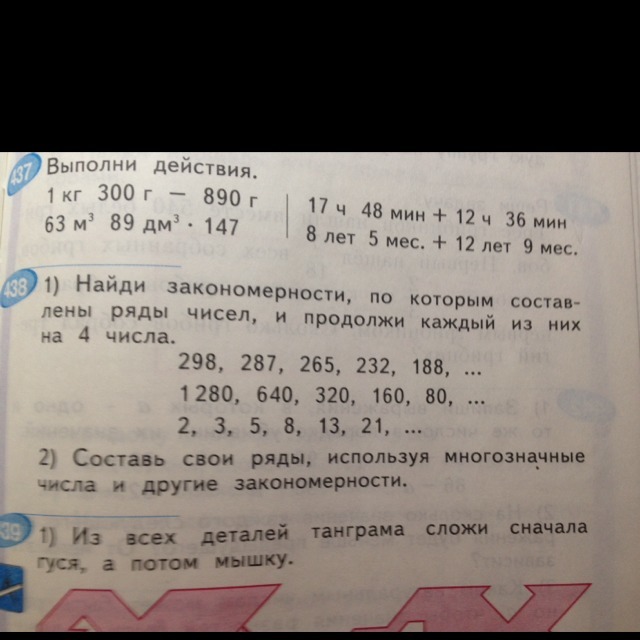 437 Выполни действия.
1 кг 300 г − 890 г
63 м³ 89 дм³ · 147
17 ч 48 мин + 12 ч 36 мин
8 лет 5 мес. + 12 лет 9 мес.
438 1) Найди закономерности, по которым состав-
лены ряды чисел, и продолжи каждый из них
на 4 числа.
298, 287, 265, 232, 188, ...
1 280, 640, 320, 160, 80, ...
2, 3, 5, 8, 13, 21, ...
2) Составь свои ряды, используя многозначные
числа и другие закономерности.
39 1) Из всех деталей танграма сложи сначала
гуся, а потом мышку.